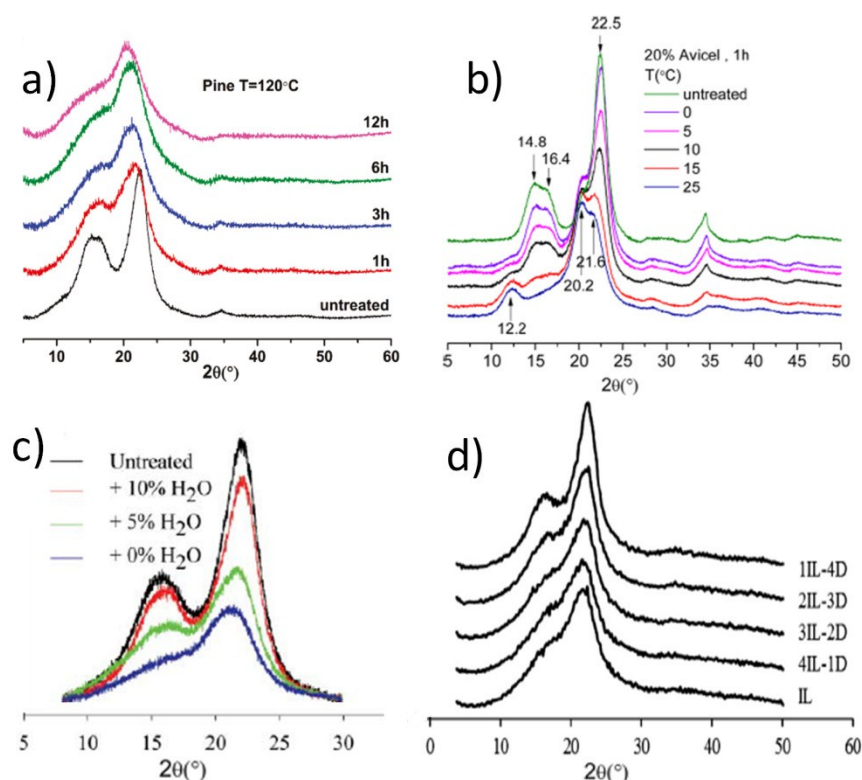 a)
Pine T=120°C
12h
6h
3h
1h
untreated
10 20 30 40 50 60
2θ(°)
b)
22.5
20% Avicel , 1h
T(°C)
untreated
0
5
10
15
25
14.8
16.4
21.6
20.2
12.2
5 10 15 20 25 30 35 40 45 50
2θ(°)
c)
Untreated
+ 10% H₂O
+ 5% H₂O
+ 0% H₂O
5 15 20 25 30
2θ(°)
d)
1IL-4D
2IL-3D
3IL-2D
4IL-1D
IL
0 10 20 30 40 50 60
2θ(°)